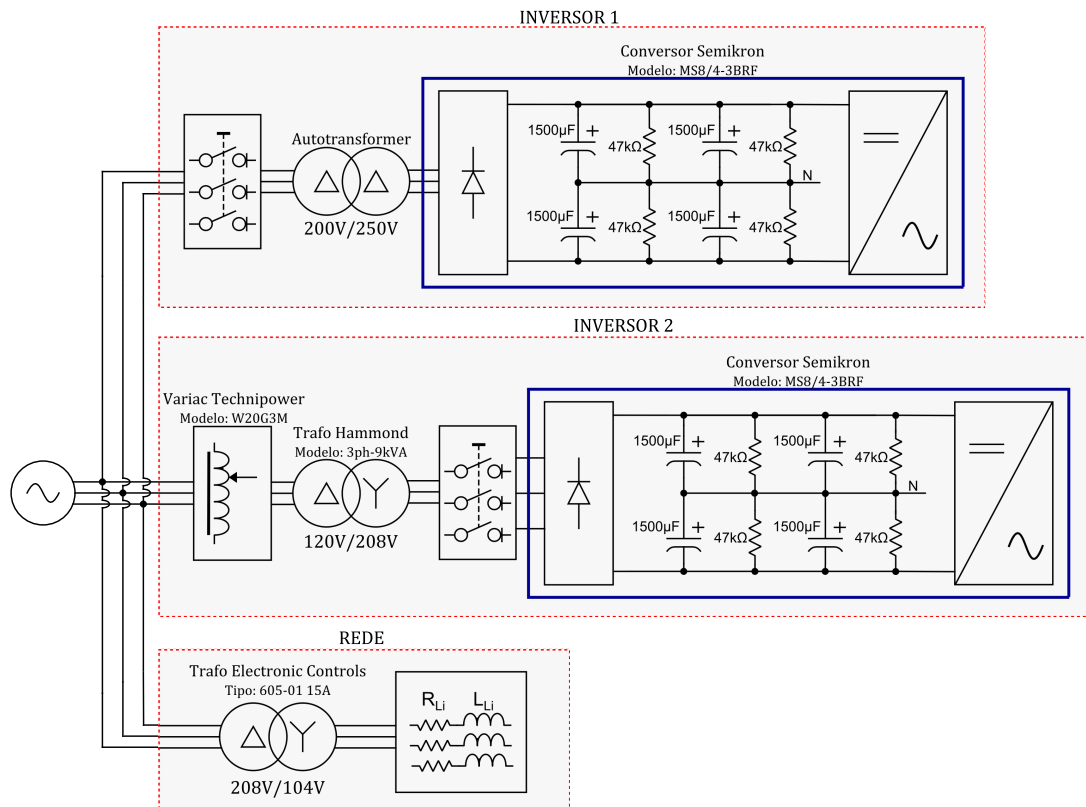 INVERSOR 1
Conversor Semikron
Modelo: MS8/4-3BRF
Autotransformer
200V/250V
1500µF +
47kΩ
1500µF +
47kΩ
N
1500µF +
47kΩ
1500µF +
47kΩ
INVERSOR 2
Conversor Semikron
Modelo: MS8/4-3BRF
Variac Technipower
Modelo: W20G3M
Trafo Hammond
Modelo: 3ph-9kVA
120V/208V
1500µF +
47kΩ
1500µF +
47kΩ
N
1500µF +
47kΩ
1500µF +
47kΩ
REDE
Trafo Electronic Controls
Tipo: 605-01 15A
208V/104V
RLi LLi